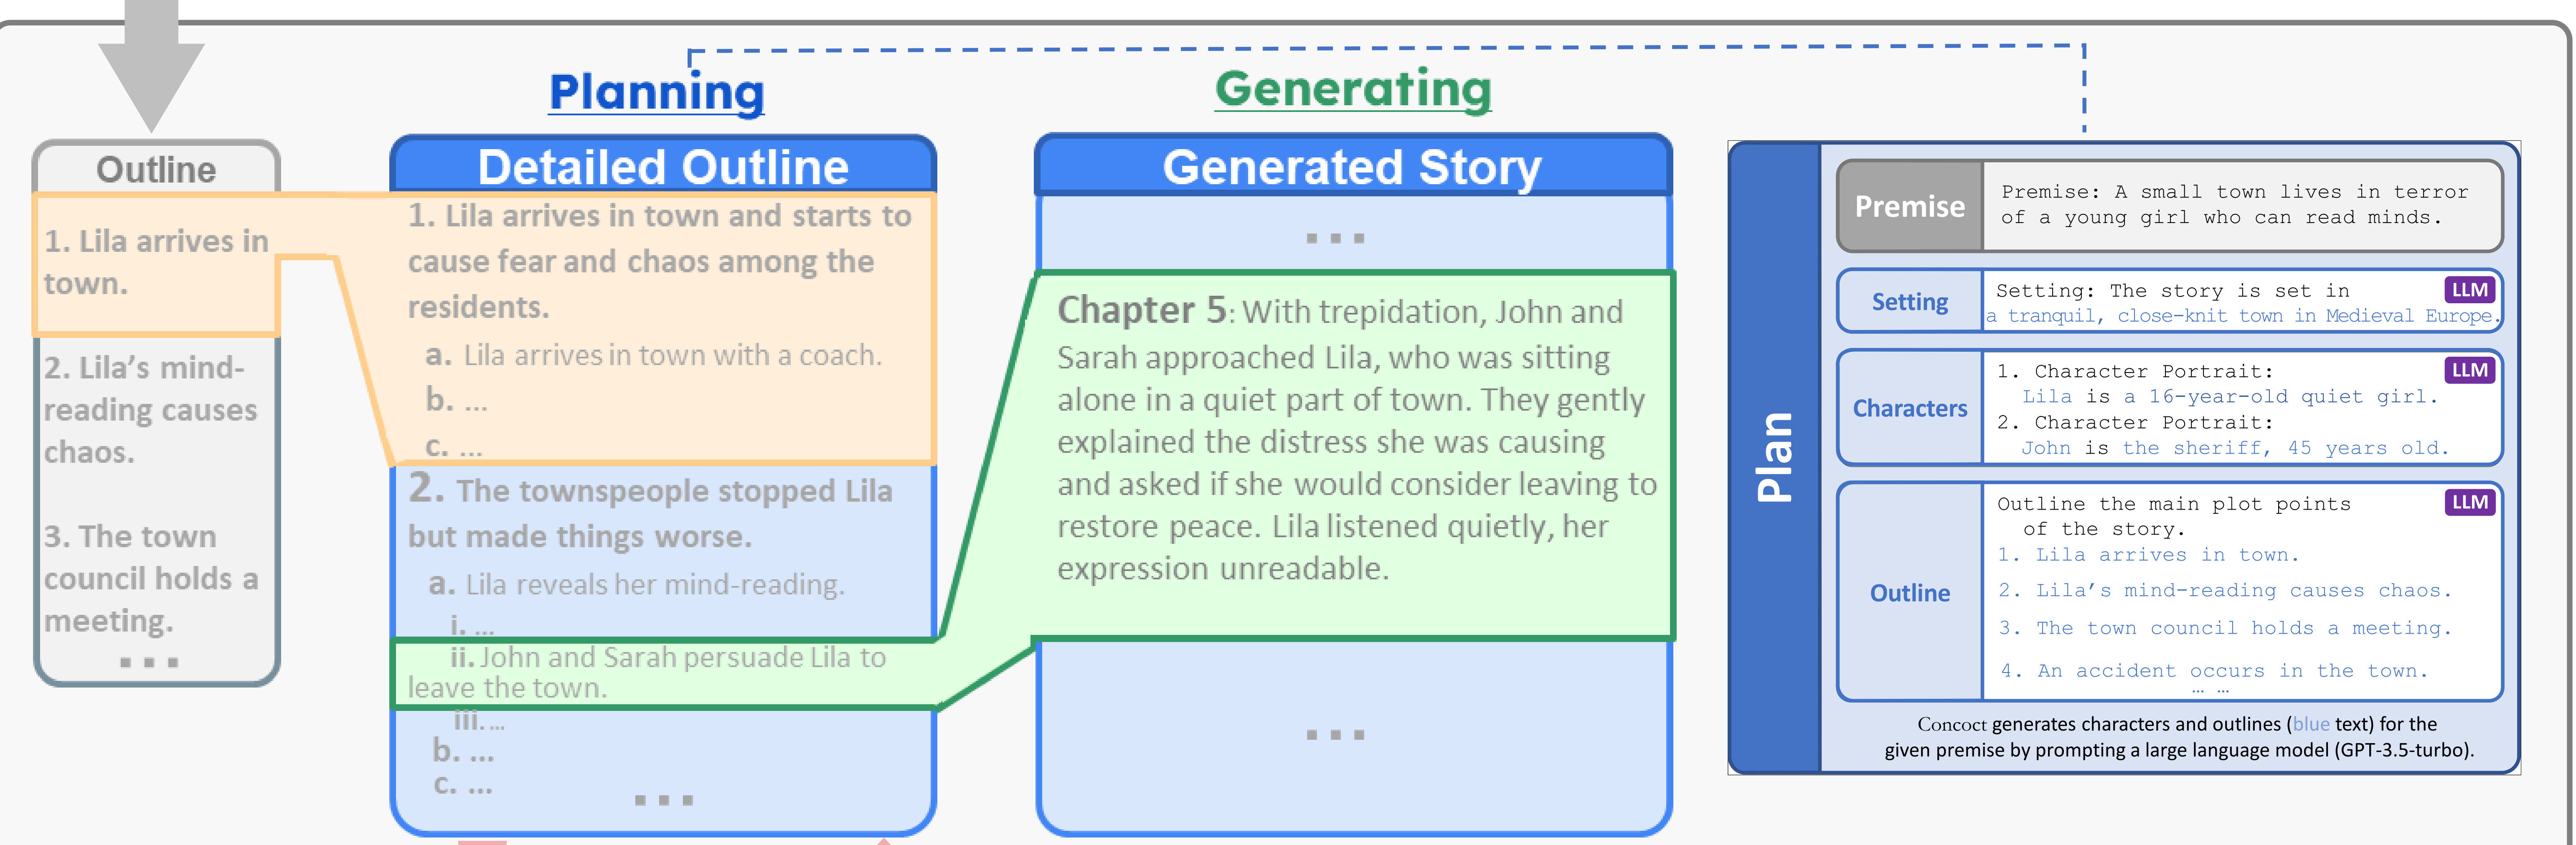 Planning
Generating
Outline
1. Lila arrives in
town.
2. Lila’s mind-
reading causes
chaos.
3. The town
council holds a
meeting.
...
Detailed Outline
1. Lila arrives in town and starts to
cause fear and chaos among the
residents.
a. Lila arrives in town with a coach.
b. ...
c. ...
2. The townspeople stopped Lila
but made things worse.
a. Lila reveals her mind-reading.
i. ...
ii. John and Sarah persuade Lila to
leave the town.
iii. ...
b. ...
c. ...
...
Generated Story
...
Chapter 5: With trepidation, John and
Sarah approached Lila, who was sitting
alone in a quiet part of town. They gently
explained the distress she was causing
and asked if she would consider leaving to
restore peace. Lila listened quietly, her
expression unreadable.
...
Plan
Premise
Premise: A small town lives in terror
of a young girl who can read minds.
Setting
LLM
Setting: The story is set in
a tranquil, close-knit town in Medieval Europe.
Characters
LLM
1. Character Portrait:
Lila is a 16-year-old quiet girl.
2. Character Portrait:
John is the sheriff, 45 years old.
Outline
LLM
Outline the main plot points
of the story.
1. Lila arrives in town.
2. Lila’s mind-reading causes chaos.
3. The town council holds a meeting.
4. An accident occurs in the town.
... ...
Concoct generates characters and outlines (blue text) for the
given premise by prompting a large language model (GPT-3.5-turbo).